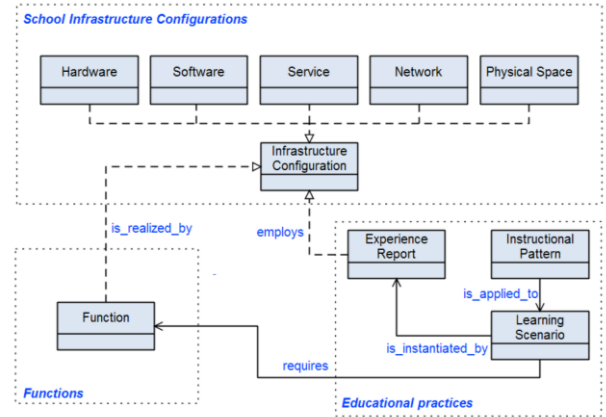 School Infrastructure Configurations
Hardware
Software
Service
Network
Physical Space
Infrastructure
Configuration
is_realized_by
employs
Experience
Report
Instructional
Pattern
is_applied_to
Function
Learning
Scenario
is_instantiated_by
requires
Functions
Educational practices